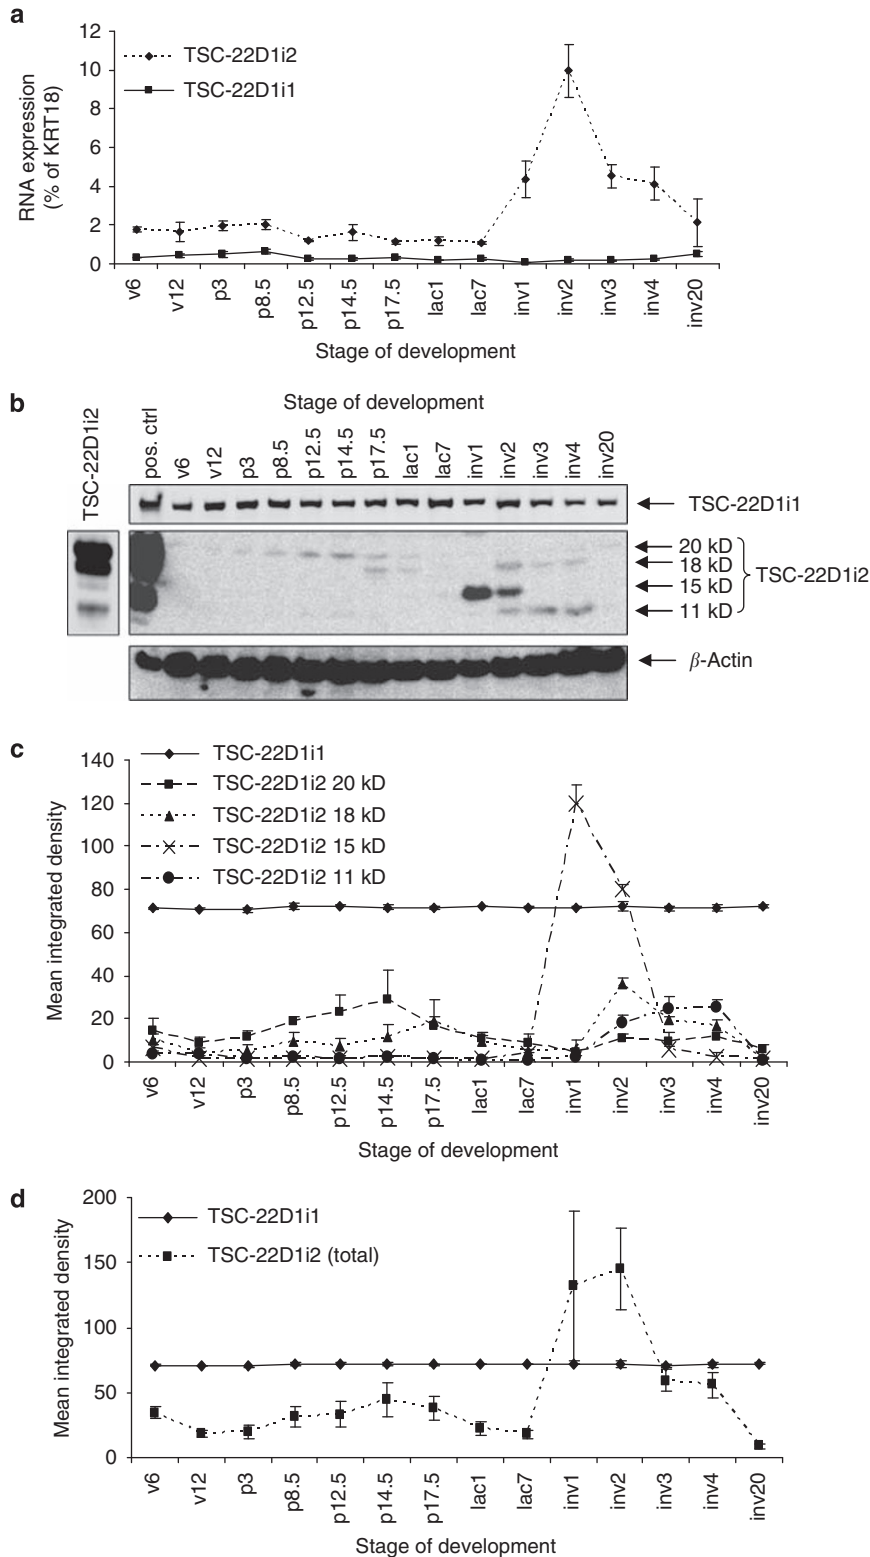 a
12
10
8
6
4
2
0
RNA expression
(% of KRT18)
TSC-22D1i2
TSC-22D1i1
v6 v12 p3 p8.5 p12.5 p14.5 p17.5 lac1 lac7 inv1 inv2 inv3 inv4 inv20
Stage of development
b
Stage of development
TSC-22D1i2
pos. ctrl v6 v12 p3 p8.5 p12.5 p14.5 p17.5 lac1 lac7 inv1 inv2 inv3 inv4 inv20
TSC-22D1i1
20 kD
18 kD
15 kD
11 kD
TSC-22D1i2
β-Actin
c
140
120
100
80
60
40
20
0
Mean integrated density
TSC-22D1i1
TSC-22D1i2 20 kD
TSC-22D1i2 18 kD
TSC-22D1i2 15 kD
TSC-22D1i2 11 kD
v6 v12 p3 p8.5 p12.5 p14.5 p17.5 lac1 lac7 inv1 inv2 inv3 inv4 inv20
Stage of development
d
200
150
100
50
0
Mean integrated density
TSC-22D1i1
TSC-22D1i2 (total)
v6 v12 p3 p8.5 p12.5 p14.5 p17.5 lac1 lac7 inv1 inv2 inv3 inv4 inv20
Stage of development